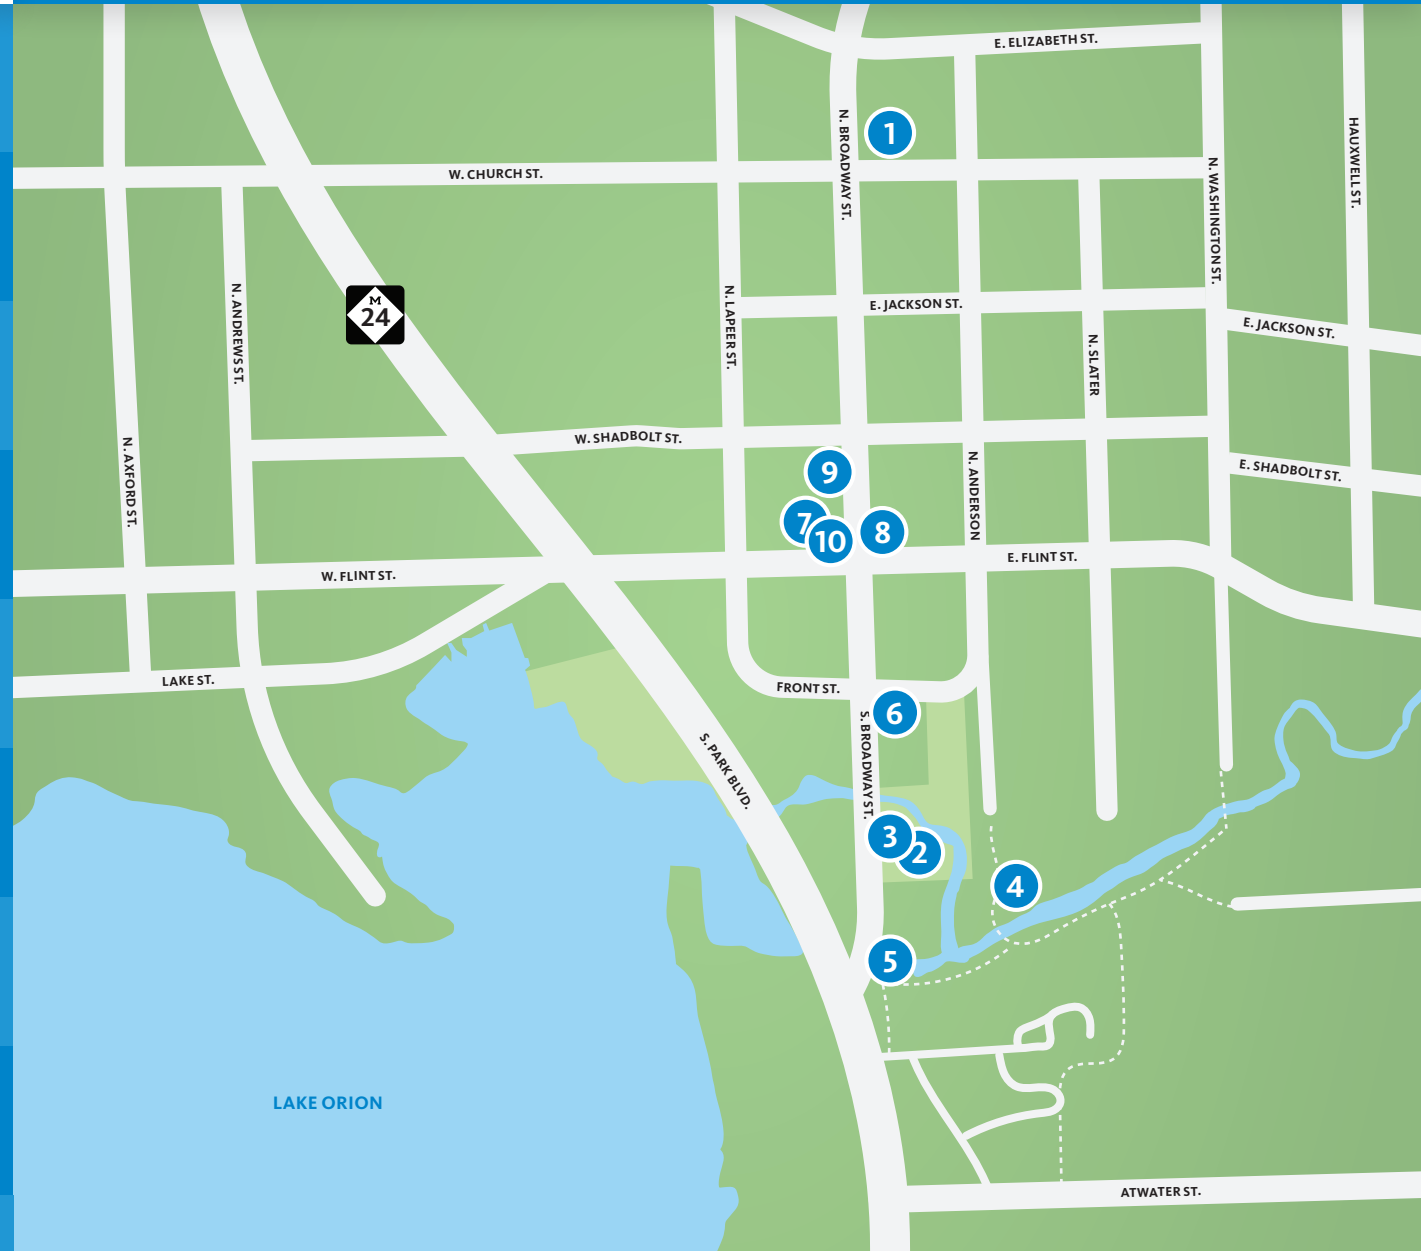 E. ELIZABETH ST.
1
N. BROADWAY ST.
HAUXWELL ST.
W. CHURCH ST.
N. WASHINGTON ST.
M
24
N. ANDREWS ST.
N. LAPEER ST.
E. JACKSON ST.
E. JACKSON ST.
N. SLATER
N. AXFORD ST.
W. SHADBOLT ST.
9
N. ANDERSON
E. SHADBOLT ST.
7
10
8
W. FLINT ST.
E. FLINT ST.
LAKE ST.
FRONT ST.
6
S. PARK BLVD.
S. BROADWAY ST.
3
2
4
5
LAKE ORION
ATWATER ST.